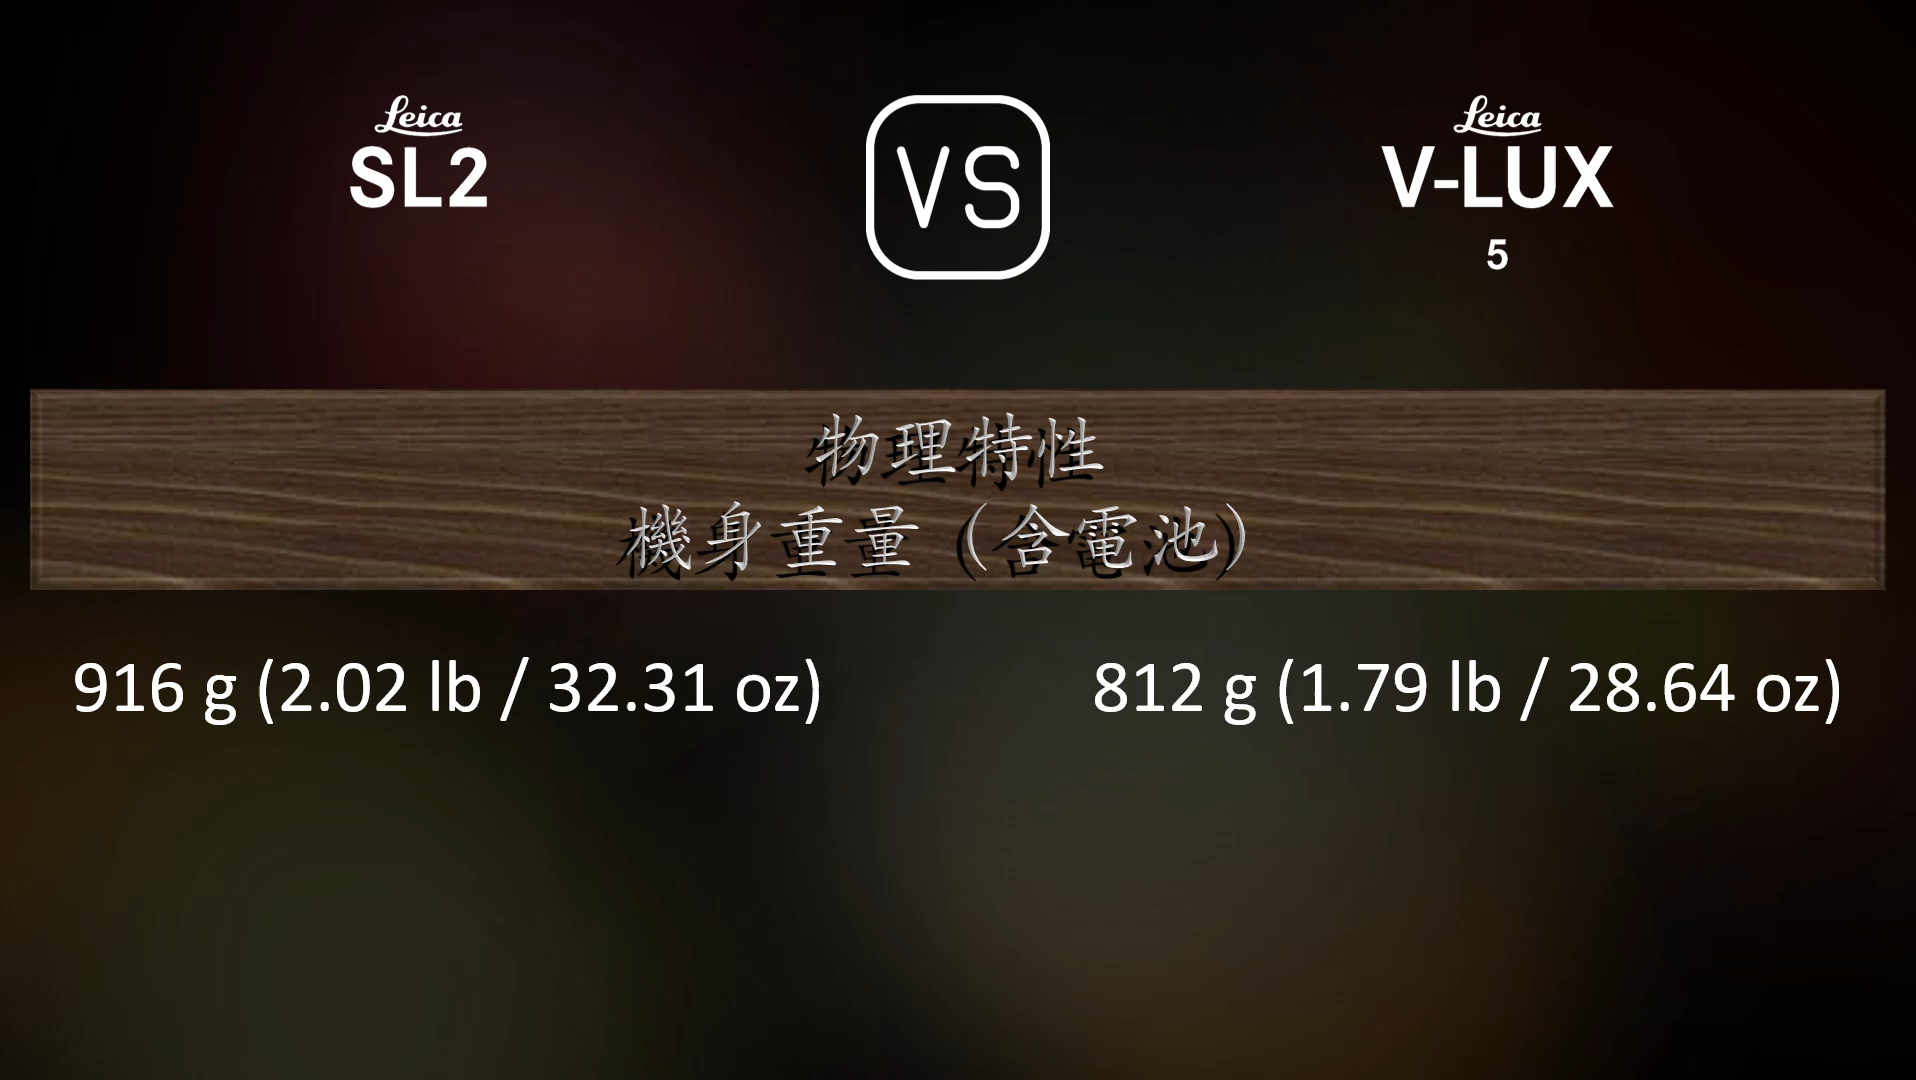 Leica
SL2
VS
Leica
V-LUX
5
物理特性
機身重量（含電池）
916 g (2.02 lb / 32.31 oz)
812 g (1.79 lb / 28.64 oz)